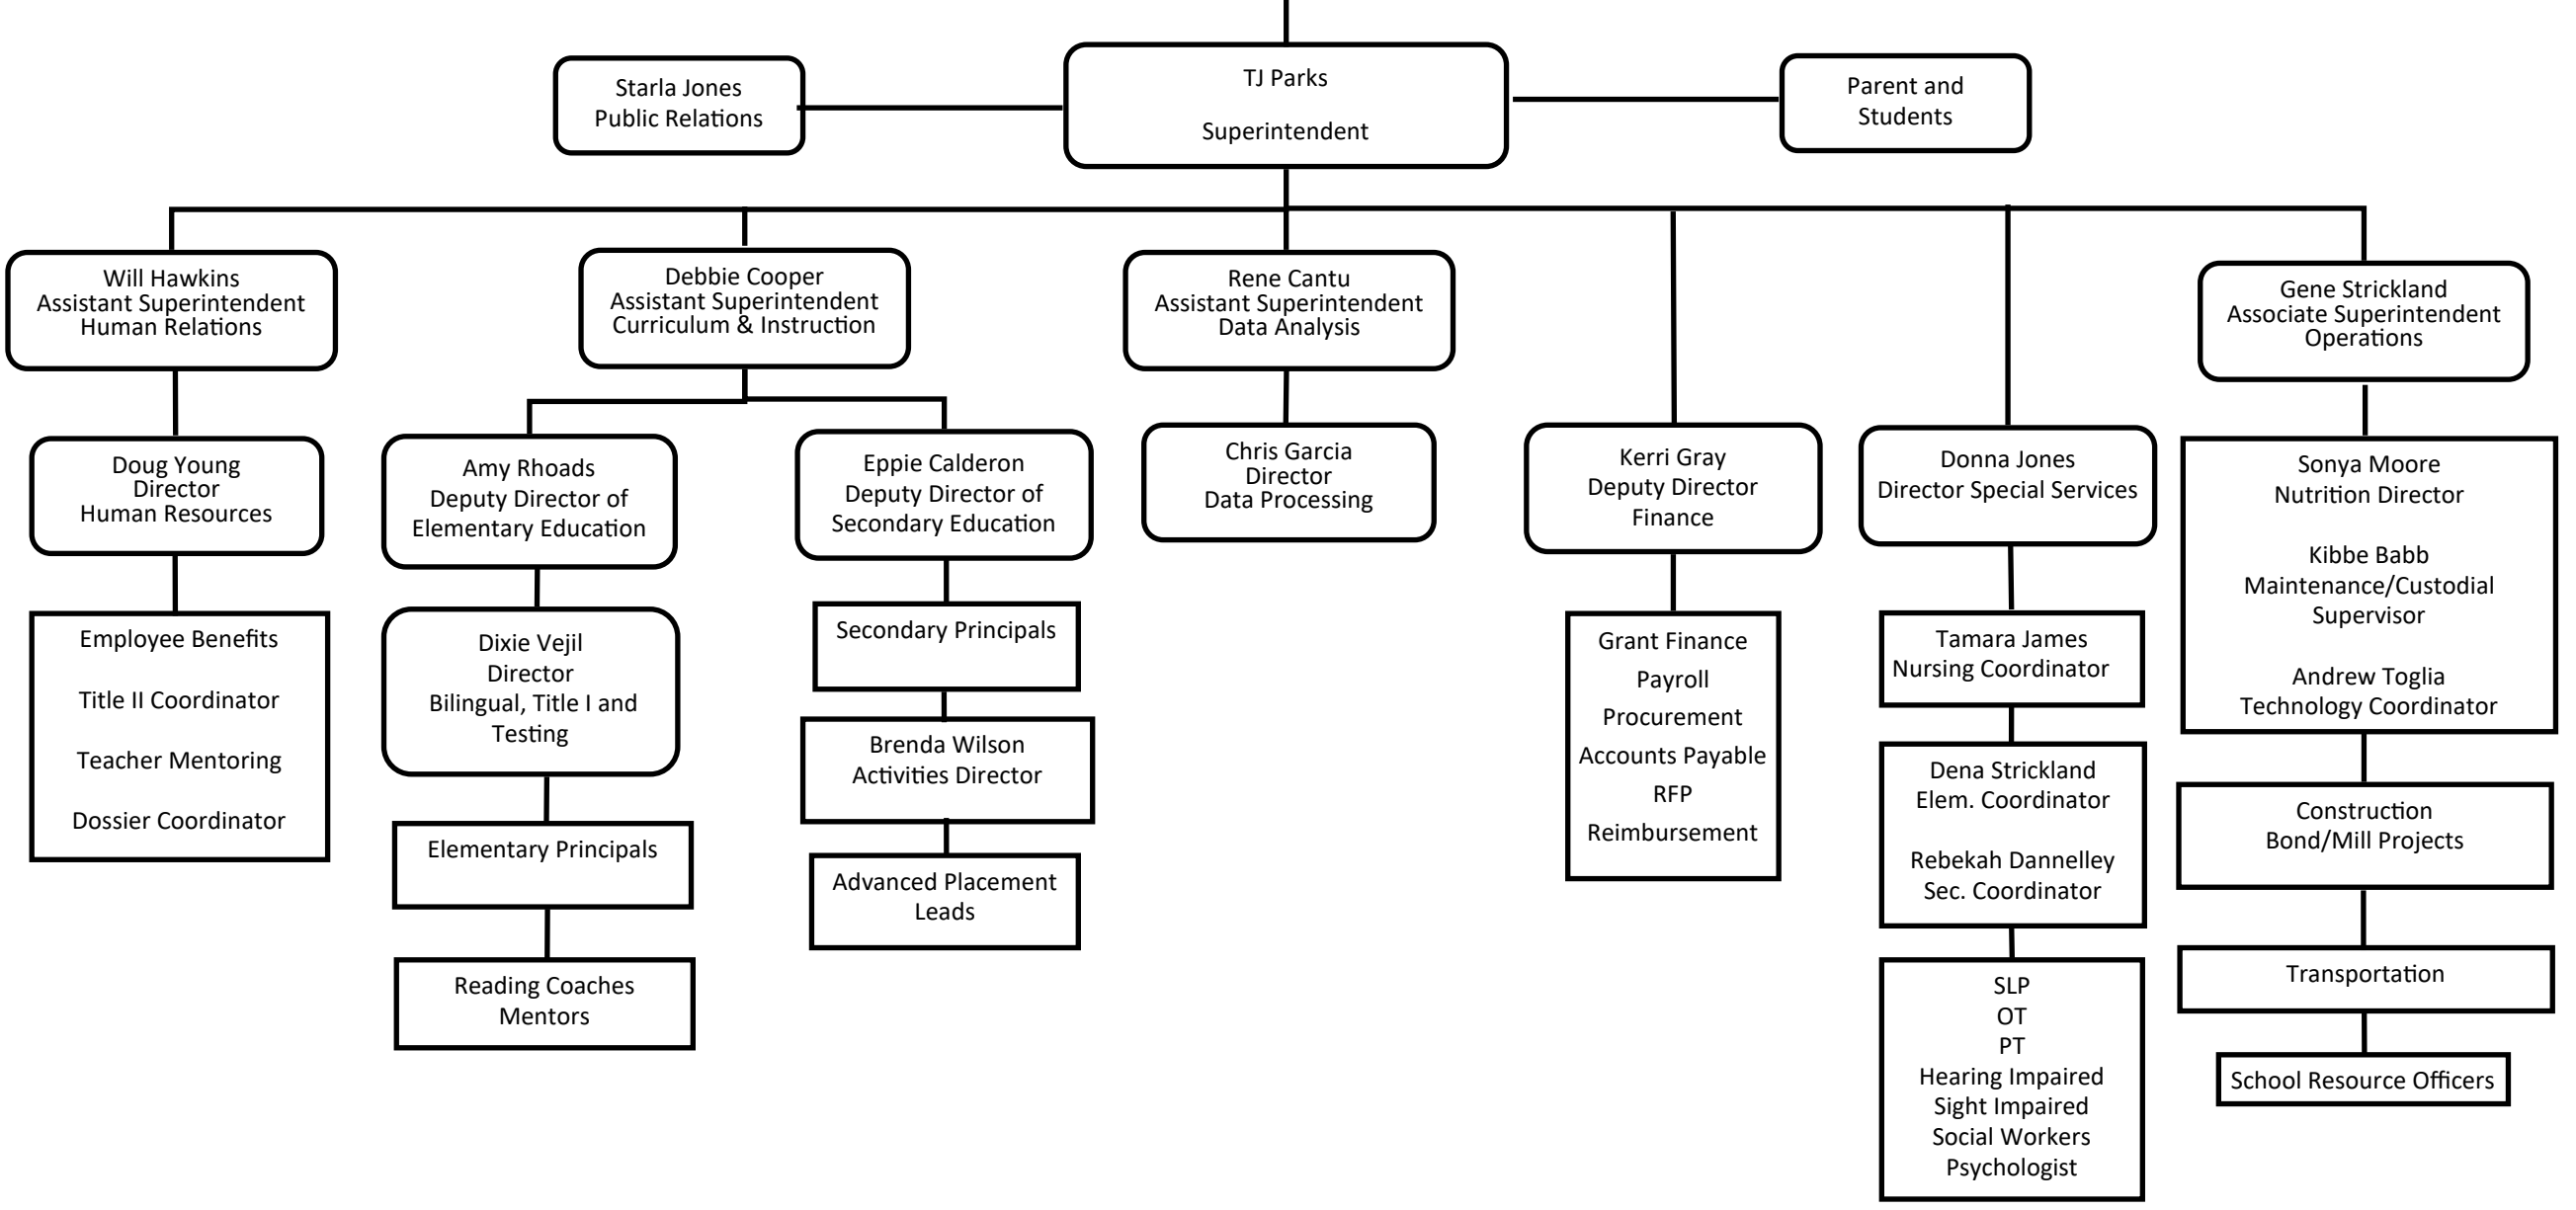 Starla Jones
Public Relations
TJ Parks
Superintendent
Parent and
Students
Will Hawkins
Assistant Superintendent
Human Relations
Debbie Cooper
Assistant Superintendent
Curriculum & Instruction
Rene Cantu
Assistant Superintendent
Data Analysis
Gene Strickland
Associate Superintendent
Operations
Doug Young
Director
Human Resources
Amy Rhoads
Deputy Director of
Elementary Education
Eppie Calderon
Deputy Director of
Secondary Education
Chris Garcia
Director
Data Processing
Kerri Gray
Deputy Director
Finance
Donna Jones
Director Special Services
Sonya Moore
Nutrition Director
Kibbe Babb
Maintenance/Custodial
Supervisor
Andrew Toglia
Technology Coordinator
Employee Benefits
Title II Coordinator
Teacher Mentoring
Dossier Coordinator
Dixie Vejil
Director
Bilingual, Title I and
Testing
Secondary Principals
Grant Finance
Payroll
Procurement
Accounts Payable
RFP
Reimbursement
Tamara James
Nursing Coordinator
Brenda Wilson
Activities Director
Dena Strickland
Elem. Coordinator
Rebekah Dannelley
Sec. Coordinator
Construction
Bond/Mill Projects
Elementary Principals
Advanced Placement
Leads
Transportation
Reading Coaches
Mentors
SLP
OT
PT
Hearing Impaired
Sight Impaired
Social Workers
Psychologist
School Resource Officers